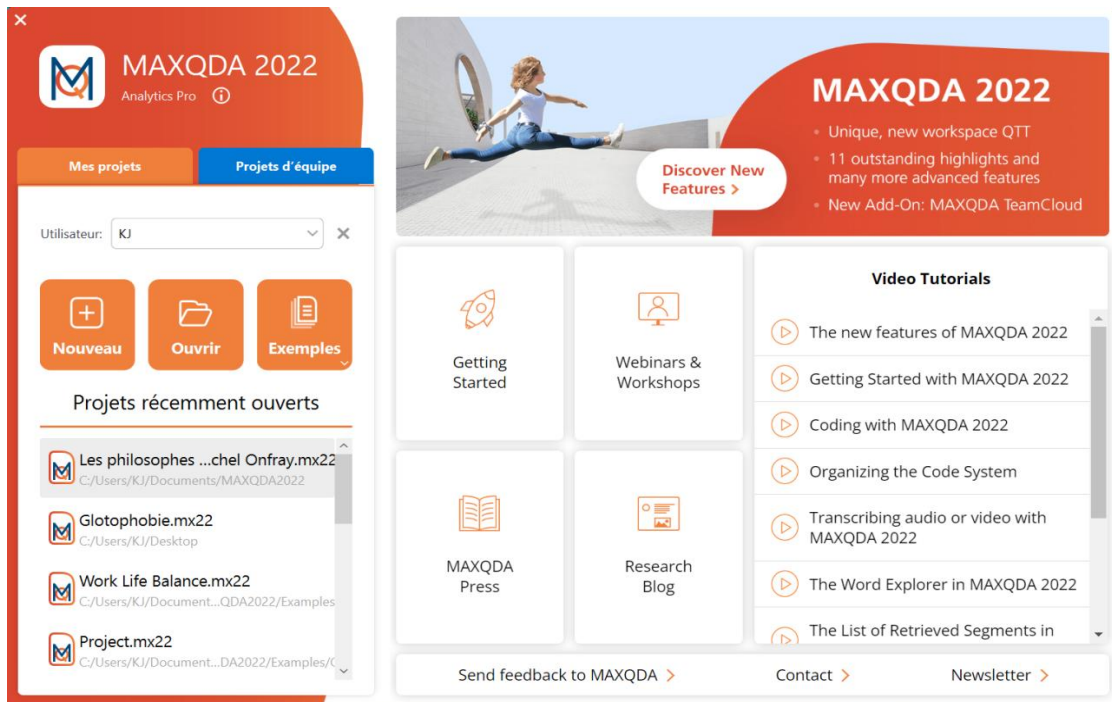 MAXQDA 2022
Analytics Pro
Mes projets
Projets d'équipe
Utilisateur:
KJ
Nouveau
Ouvrir
Exemples
Projets récemment ouverts
Les philosophes ...chel Onfray.mx22
C:/Users/KJ/Documents/MAXQDA2022
Glotophobie.mx22
C:/Users/KJ/Desktop
Work Life Balance.mx22
C:/Users/KJ/Document...QDA2022/Examples
Project.mx22
C:/Users/KJ/Document...DA2022/Examples/
MAXQDA 2022
• Unique, new workspace QTT
• 11 outstanding highlights and
many more advanced features
• New Add-On: MAXQDA TeamCloud
Discover New
Features >
Getting
Started
Webinars &
Workshops
MAXQDA
Press
Research
Blog
Video Tutorials
The new features of MAXQDA 2022
Getting Started with MAXQDA 2022
Coding with MAXQDA 2022
Organizing the Code System
Transcribing audio or video with
MAXQDA 2022
The Word Explorer in MAXQDA 2022
The List of Retrieved Segments in
Send feedback to MAXQDA >
Contact >
Newsletter >